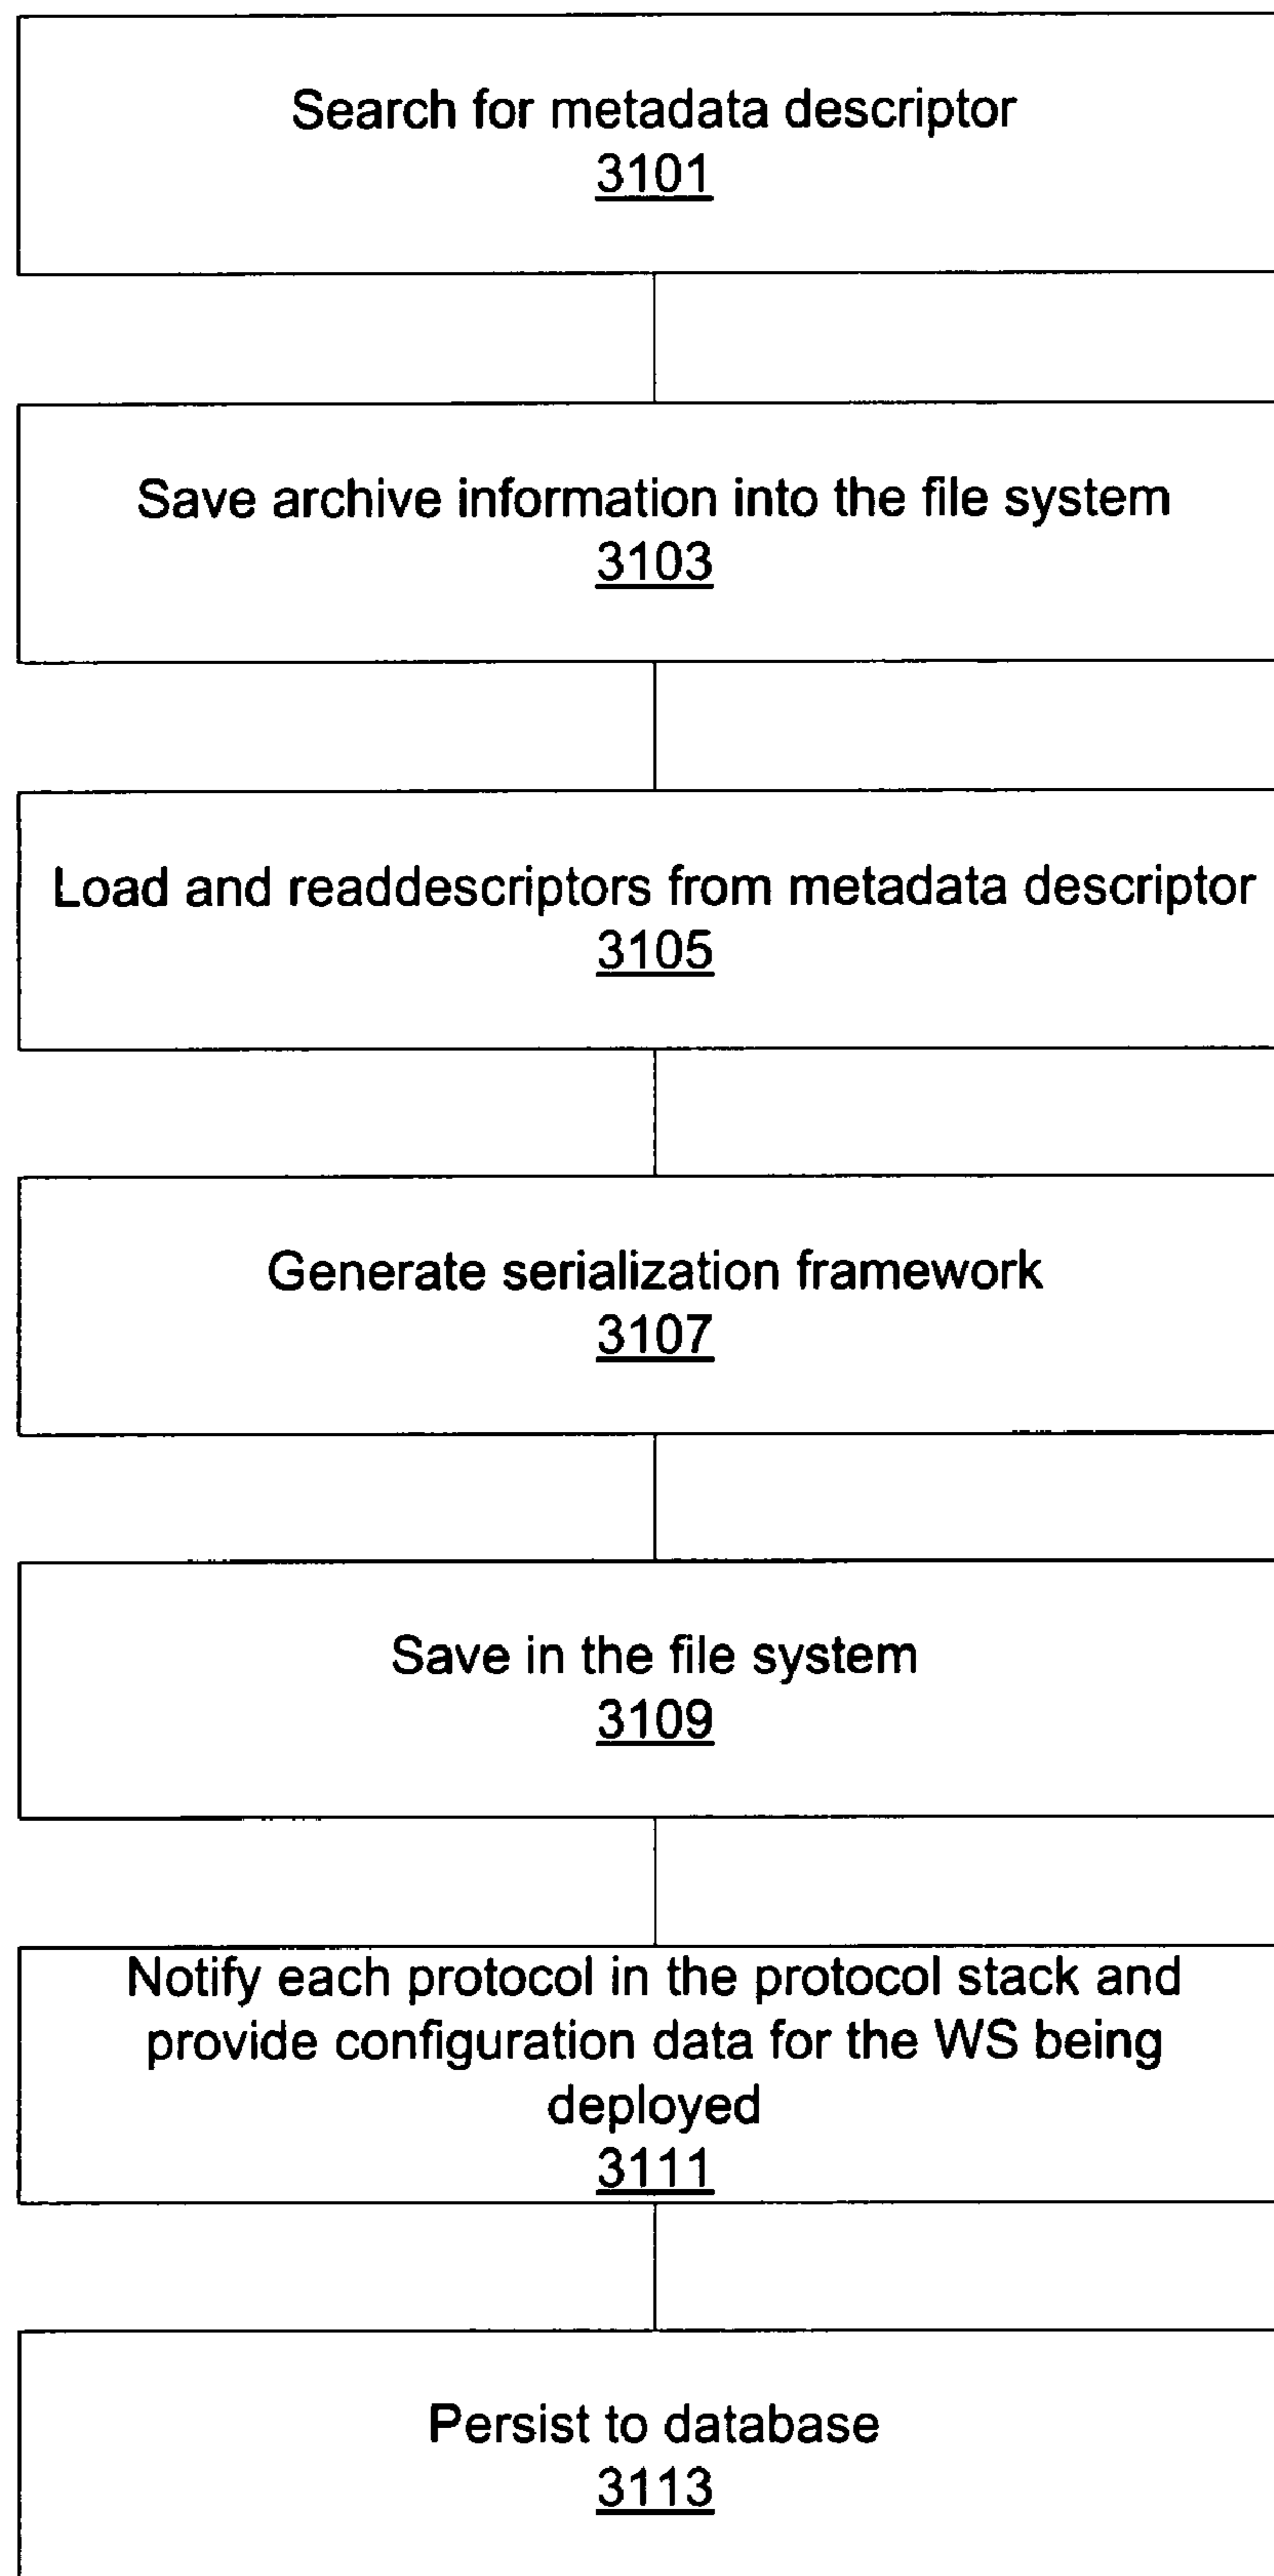 Search for metadata descriptor
3101
Save archive information into the file system
3103
Load and readdescriptors from metadata descriptor
3105
Generate serialization framework
3107
Save in the file system
3109
Notify each protocol in the protocol stack and
provide configuration data for the WS being
deployed
3111
Persist to database
3113